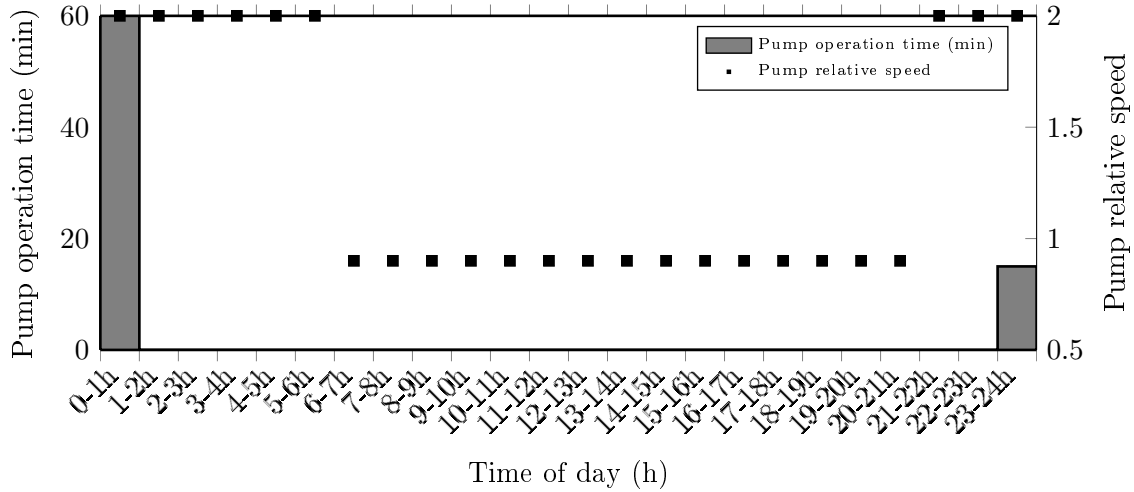 Pump operation time (min)
60
40
20
0
Pump operation time (min)
Pump relative speed
2
1.5
1
0.5
Pump relative speed
0-1h
1-2h
2-3h
3-4h
4-5h
5-6h
6-7h
7-8h
8-9h
9-10h
10-11h
11-12h
12-13h
13-14h
14-15h
15-16h
16-17h
17-18h
18-19h
19-20h
20-21h
21-22h
22-23h
23-24h
Time of day (h)